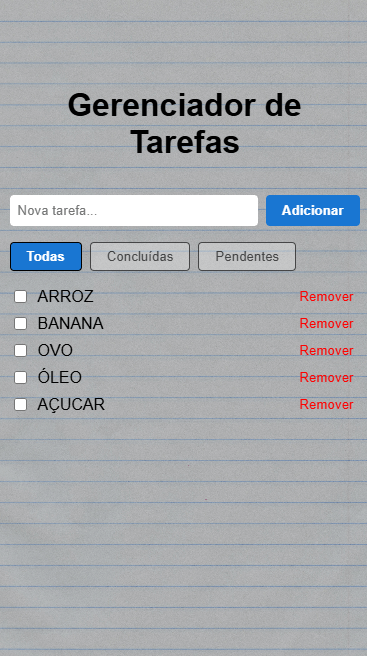 Gerenciador de
Tarefas
Nova tarefa...
Adicionar
Todas
Concluídas
Pendentes
ARROZ
Remover
BANANA
Remover
OVO
Remover
ÓLEO
Remover
AÇUCAR
Remover